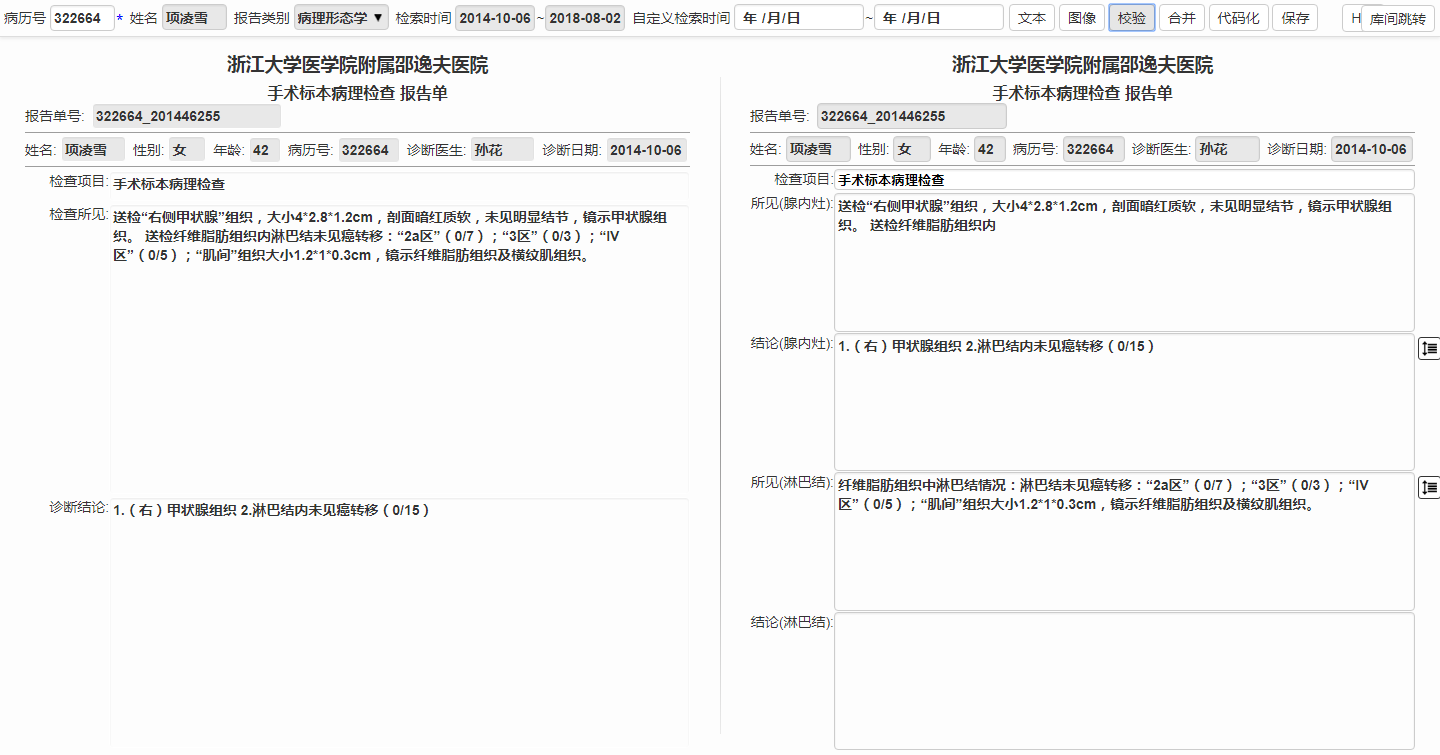 病历号 322664 * 姓名 项凌雪 报告类别 病理形态学 ▼ 检索时间 2014-10-06 ~ 2018-08-02 自定义检索时间 年 /月/日 ~ 年 /月/日 文本 图像 校验 合并 代码化 保存 H 库间跳转
浙江大学医学院附属邵逸夫医院
手术标本病理检查 报告单
报告单号: 322664_201446255
姓名: 项凌雪 性别: 女 年龄: 42 病历号: 322664 诊断医生: 孙花 诊断日期: 2014-10-06
检查项目: 手术标本病理检查
检查所见: 送检“右侧甲状腺”组织，大小4*2.8*1.2cm，剖面暗红质软，未见明显结节，镜示甲状腺组
织。 送检纤维脂肪组织内淋巴结未见癌转移：“2a区”（0/7）；“3区”（0/3）；“IV
区”（0/5）；“肌间”组织大小1.2*1*0.3cm，镜示纤维脂肪组织及横纹肌组织。
诊断结论: 1.（右）甲状腺组织 2.淋巴结内未见癌转移（0/15）
浙江大学医学院附属邵逸夫医院
手术标本病理检查 报告单
报告单号: 322664_201446255
姓名: 项凌雪 性别: 女 年龄: 42 病历号: 322664 诊断医生: 孙花 诊断日期: 2014-10-06
检查项目: 手术标本病理检查
所见(腺内灶): 送检“右侧甲状腺”组织，大小4*2.8*1.2cm，剖面暗红质软，未见明显结节，镜示甲状腺组
织。 送检纤维脂肪组织内
结论(腺内灶): 1.（右）甲状腺组织 2.淋巴结内未见癌转移（0/15）
所见(淋巴结): 纤维脂肪组织中淋巴结情况：淋巴结未见癌转移：“2a区”（0/7）；“3区”（0/3）；“IV
区”（0/5）；“肌间”组织大小1.2*1*0.3cm，镜示纤维脂肪组织及横纹肌组织。
结论(淋巴结):